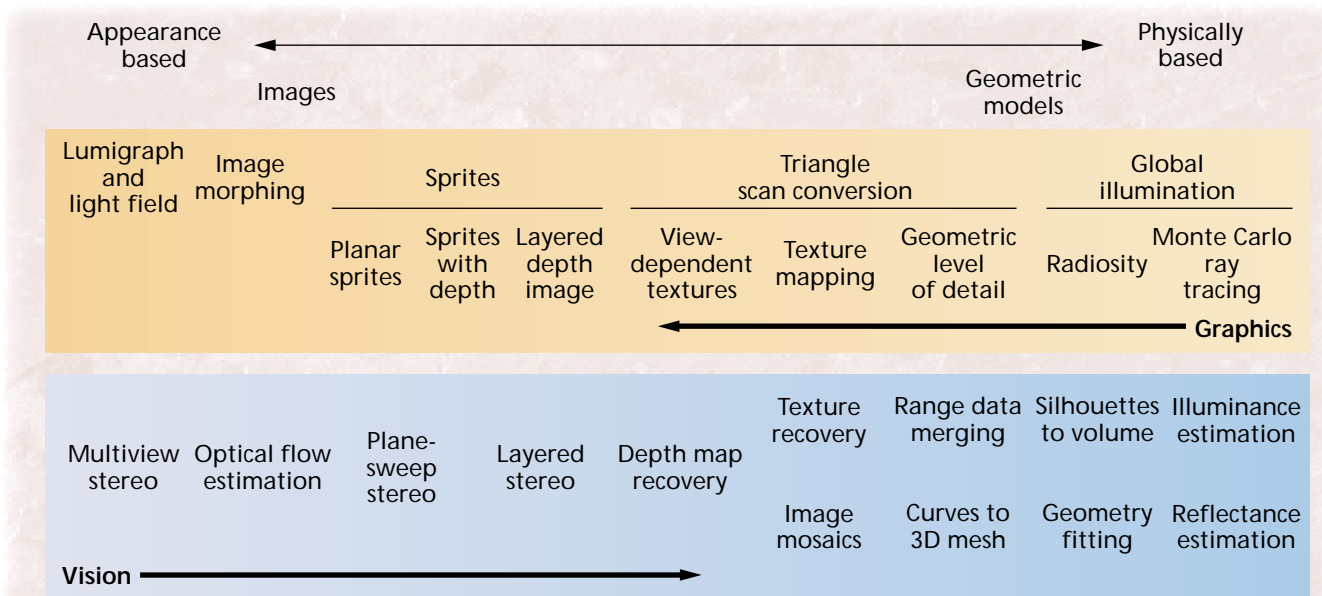 Appearance
based
Physically
based
Images
Geometric
models
Lumigraph
and
light field
Image
morphing
Sprites
Triangle
scan conversion
Global
illumination
Planar
sprites
Sprites
with
depth
Layered
depth
image
View-
dependent
textures
Texture
mapping
Geometric
level
of detail
Radiosity
Monte Carlo
ray
tracing
Graphics
Multiview
stereo
Optical flow
estimation
Plane-
sweep
stereo
Layered
stereo
Depth map
recovery
Texture
recovery
Range data
merging
Silhouettes
to volume
Illuminance
estimation
Image
mosaics
Curves to
3D mesh
Geometry
fitting
Reflectance
estimation
Vision